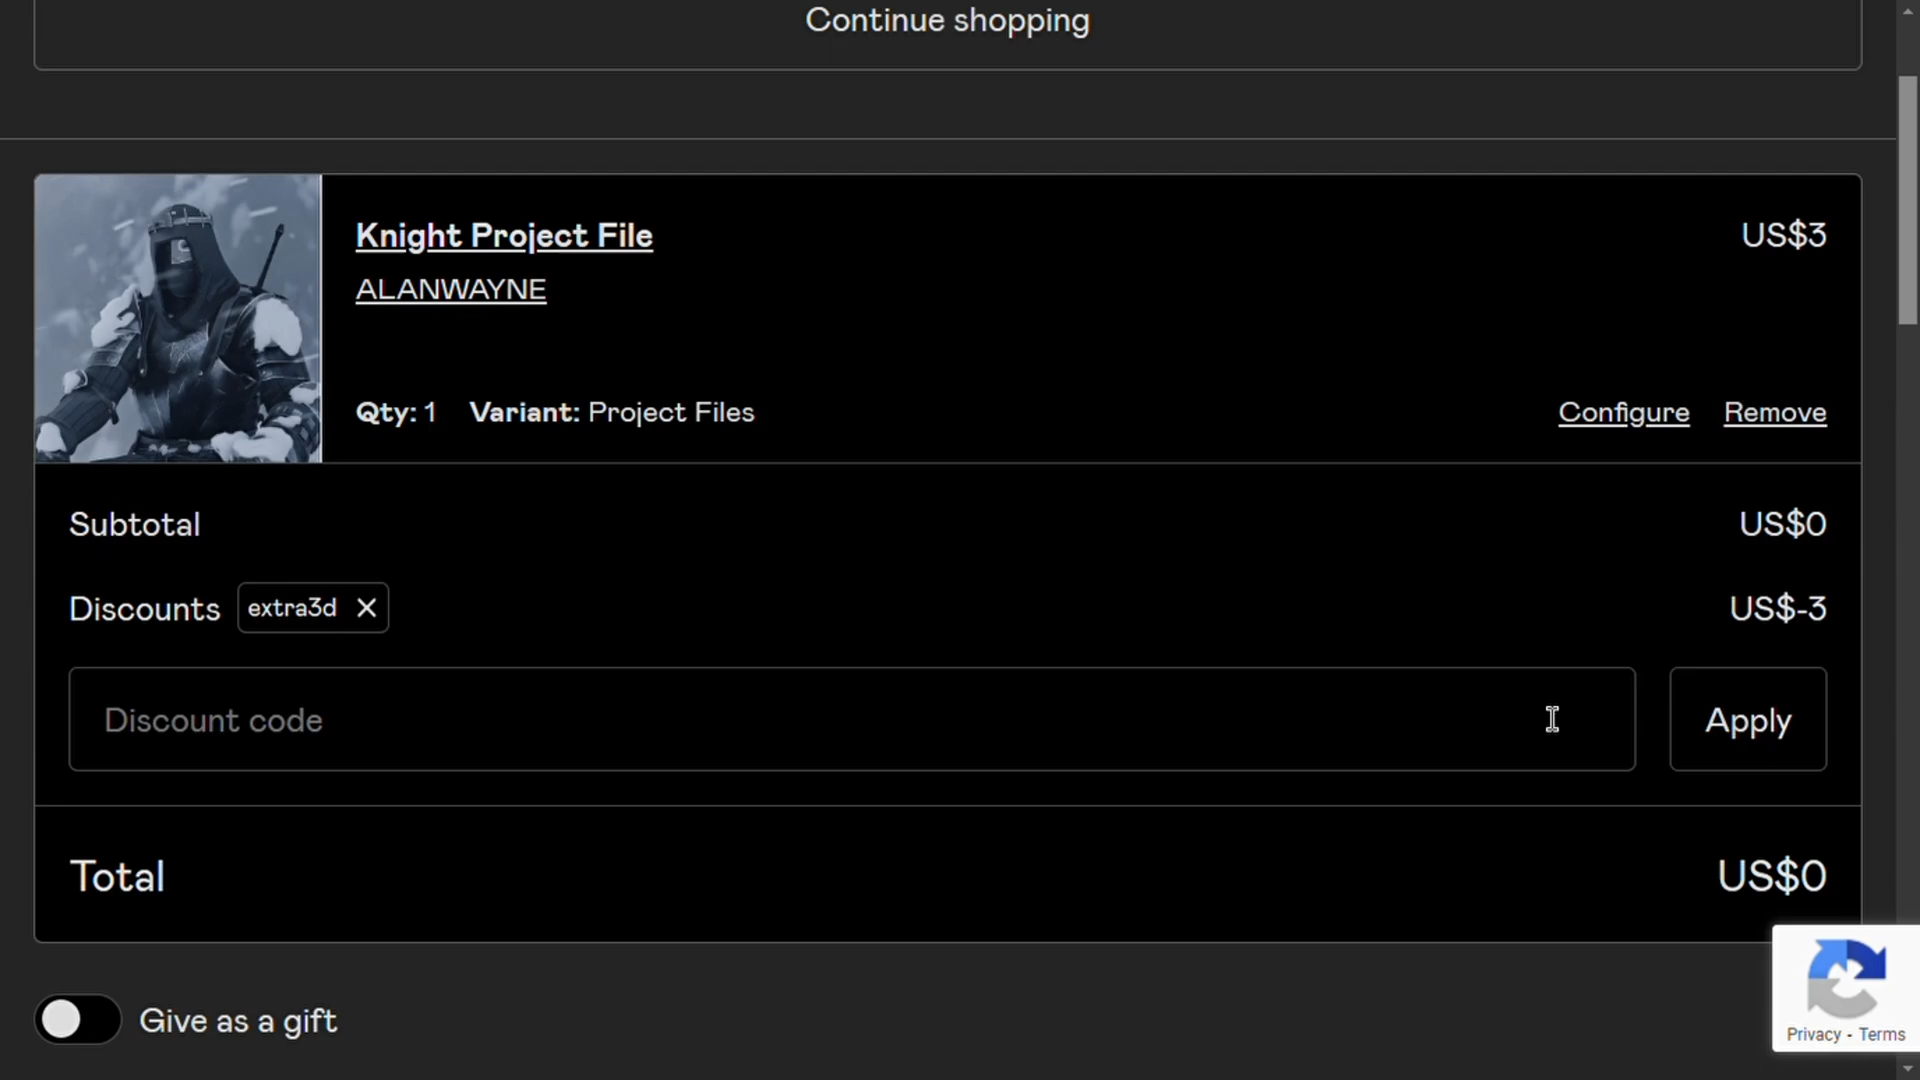 Continue shopping
Knight Project File
US$3
ALANWAYNE
Qty: 1 Variant: Project Files
Configure Remove
Subtotal
US$0
Discounts extra3d
US$-3
Discount code
Apply
Total
US$0
Give as a gift
Privacy - Terms